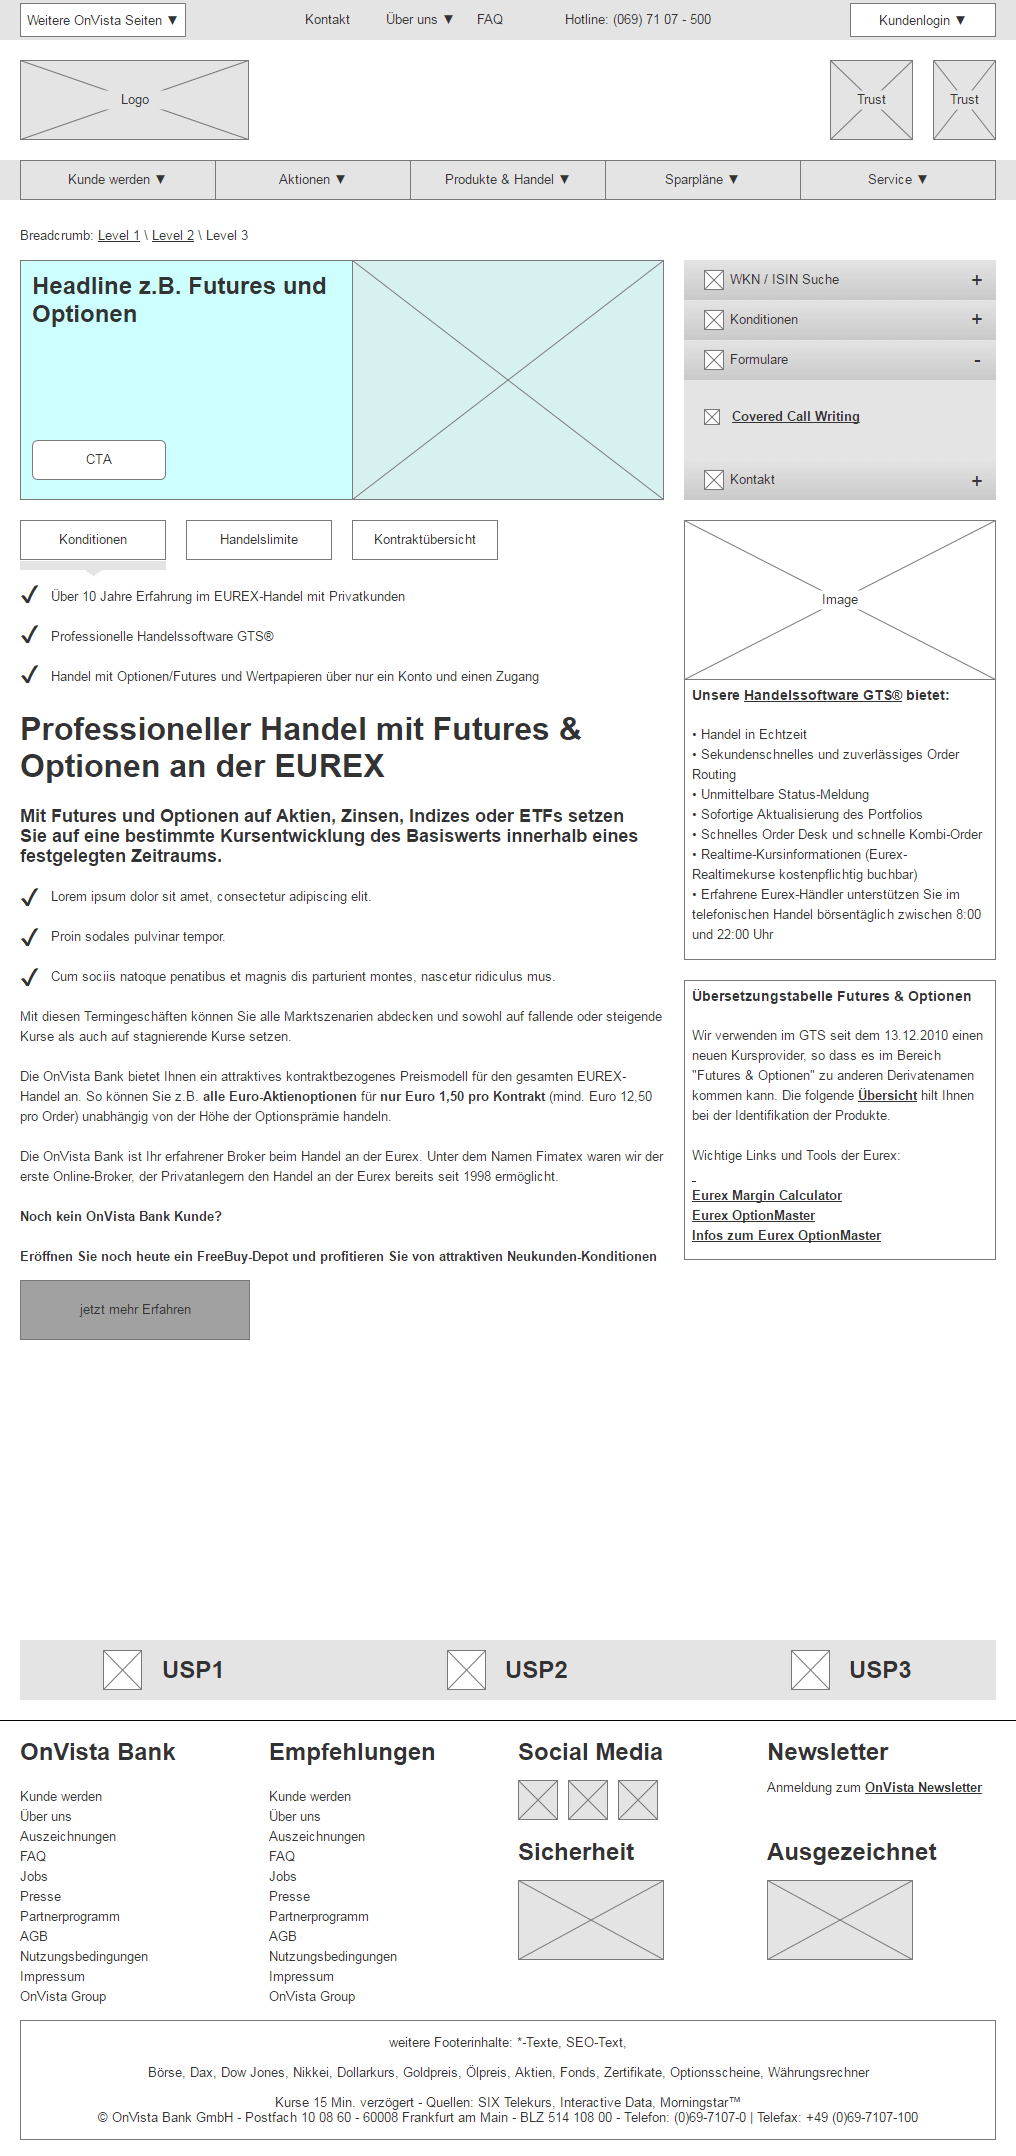 Weitere OnVista Seiten ▼
Kontakt
Über uns ▼
FAQ
Hotline: (069) 71 07 - 500
Kundenlogin ▼
Logo
Trust
Trust
Kunde werden ▼
Aktionen ▼
Produkte & Handel ▼
Sparpläne ▼
Service ▼
Breadcrumb: Level 1 \ Level 2 \ Level 3
Headline z.B. Futures und
Optionen
CTA
WKN / ISIN Suche +
Konditionen +
Formulare -
Covered Call Writing
Kontakt +
Konditionen
Handelslimite
Kontraktübersicht
Über 10 Jahre Erfahrung im EUREX-Handel mit Privatkunden
Professionelle Handelssoftware GTS®
Handel mit Optionen/Futures und Wertpapieren über nur ein Konto und einen Zugang
Professioneller Handel mit Futures &
Optionen an der EUREX
Mit Futures und Optionen auf Aktien, Zinsen, Indizes oder ETFs setzen
Sie auf eine bestimmte Kursentwicklung des Basiswerts innerhalb eines
festgelegten Zeitraums.
Lorem ipsum dolor sit amet, consectetur adipiscing elit.
Proin sodales pulvinar tempor.
Cum sociis natoque penatibus et magnis dis parturient montes, nascetur ridiculus mus.
Mit diesen Termingeschäften können Sie alle Marktszenarien abdecken und sowohl auf fallende oder steigende
Kurse als auch auf stagnierende Kurse setzen.
Die OnVista Bank bietet Ihnen ein attraktives kontraktbezogenes Preismodell für den gesamten EUREX-
Handel an. So können Sie z.B. alle Euro-Aktienoptionen für nur Euro 1,50 pro Kontrakt (mind. Euro 12,50
pro Order) unabhängig von der Höhe der Optionsprämie handeln.
Die OnVista Bank ist Ihr erfahrener Broker beim Handel an der Eurex. Unter dem Namen Fimatex waren wir der
erste Online-Broker, der Privatanlegern den Handel an der Eurex bereits seit 1998 ermöglicht.
Noch kein OnVista Bank Kunde?
Eröffnen Sie noch heute ein FreeBuy-Depot und profitieren Sie von attraktiven Neukunden-Konditionen
jetzt mehr Erfahren
Image
Unsere Handelssoftware GTS® bietet:
• Handel in Echtzeit
• Sekundenschnelles und zuverlässiges Order
Routing
• Unmittelbare Status-Meldung
• Sofortige Aktualisierung des Portfolios
• Schnelles Order Desk und schnelle Kombi-Order
• Realtime-Kursinformationen (Eurex-
Realtimekurse kostenpflichtig buchbar)
• Erfahrene Eurex-Händler unterstützen Sie im
telefonischen Handel börsentäglich zwischen 8:00
und 22:00 Uhr
Übersetzungstabelle Futures & Optionen
Wir verwenden im GTS seit dem 13.12.2010 einen
neuen Kursprovider, so dass es im Bereich
"Futures & Optionen" zu anderen Derivatenamen
kommen kann. Die folgende Übersicht hilt Ihnen
bei der Identifikation der Produkte.
Wichtige Links und Tools der Eurex:
Eurex Margin Calculator
Eurex OptionMaster
Infos zum Eurex OptionMaster
USP1
USP2
USP3
OnVista Bank
Kunde werden
Über uns
Auszeichnungen
FAQ
Jobs
Presse
Partnerprogramm
AGB
Nutzungsbedingungen
Impressum
OnVista Group
Empfehlungen
Kunde werden
Über uns
Auszeichnungen
FAQ
Jobs
Presse
Partnerprogramm
AGB
Nutzungsbedingungen
Impressum
OnVista Group
Social Media
Sicherheit
Newsletter
Anmeldung zum OnVista Newsletter
Ausgezeichnet
weitere Footerinhalte: *-Texte, SEO-Text,
Börse, Dax, Dow Jones, Nikkei, Dollarkurs, Goldpreis, Ölpreis, Aktien, Fonds, Zertifikate, Optionsscheine, Währungsrechner
Kurse 15 Min. verzögert - Quellen: SIX Telekurs, Interactive Data, Morningstar™
© OnVista Bank GmbH - Postfach 10 08 60 - 60008 Frankfurt am Main - BLZ 514 108 00 - Telefon: (0)69-7107-0 | Telefax: +49 (0)69-7107-100